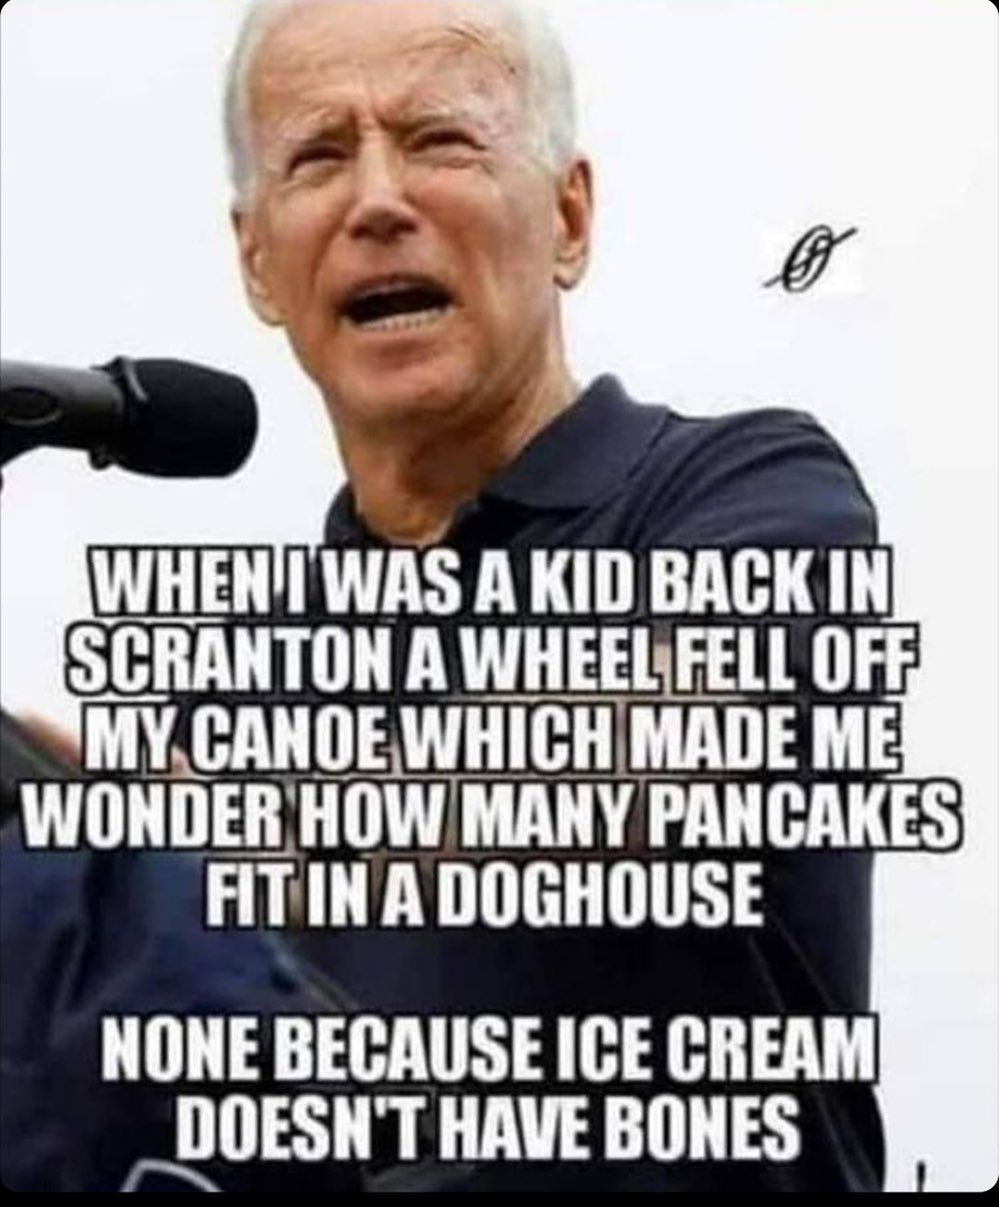 WHEN I WAS A KID BACK IN
SCRANTON A WHEEL FELL OFF
MY CANOE WHICH MADE ME
WONDER HOW MANY PANCAKES
FIT IN A DOGHOUSE
NONE BECAUSE ICE CREAM
DOESN'T HAVE BONES